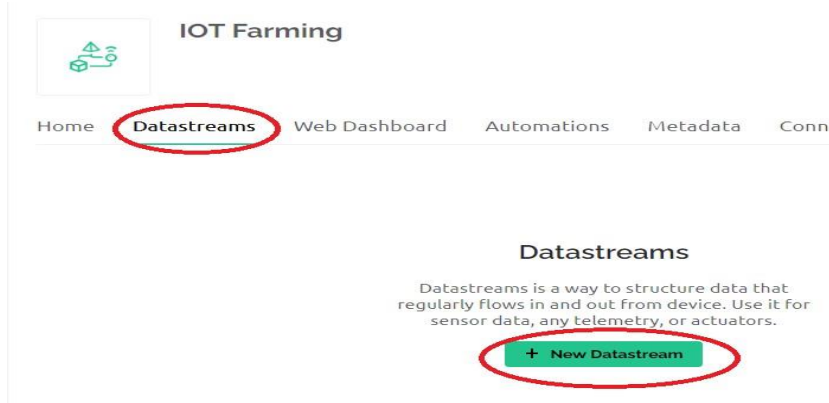 IOT Farming
Home Datastreams Web Dashboard Automations Metadata Conn
Datastreams
Datastreams is a way to structure data that
regularly flows in and out from device. Use it for
sensor data, any telemetry, or actuators.
+ New Datastream